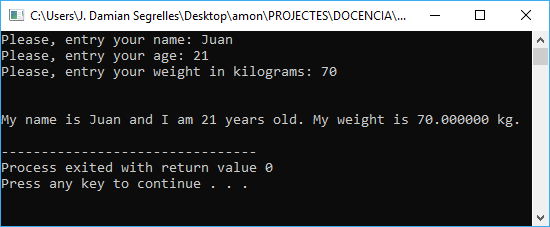 C:\Users\J. Damian Segrelles\Desktop\amon\PROJECTES\DOCENCIA\...
Please, entry your name: Juan
Please, entry your age: 21
Please, entry your weight in kilograms: 70
My name is Juan and I am 21 years old. My weight is 70.000000 kg.
--------------------------------
Process exited with return value 0
Press any key to continue . . .